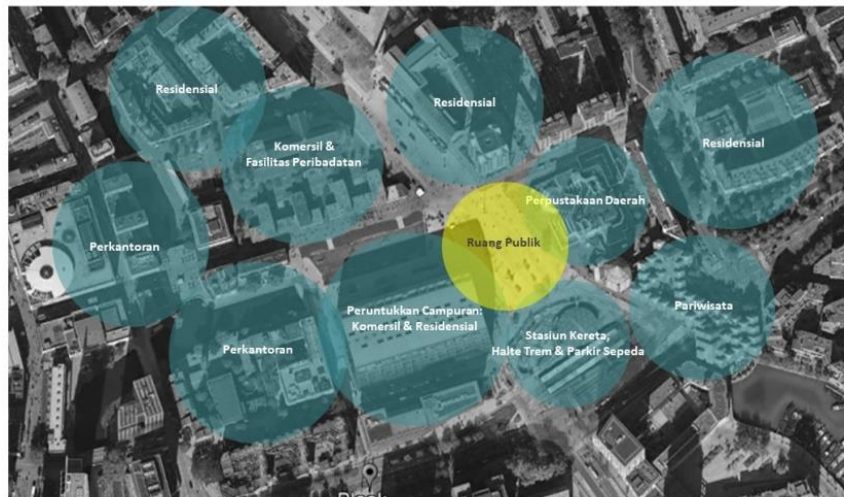 Residensial
Residensial
Komersil &
Fasilitas Peribadatan
Residensial
Perpustakaan Daerah
Perkantoran
Ruang Publik
Peruntukkan Campuran:
Komersil & Residensial
Pariwisata
Stasiun Kereta,
Halte Trem & Parkir Sepeda
Perkantoran